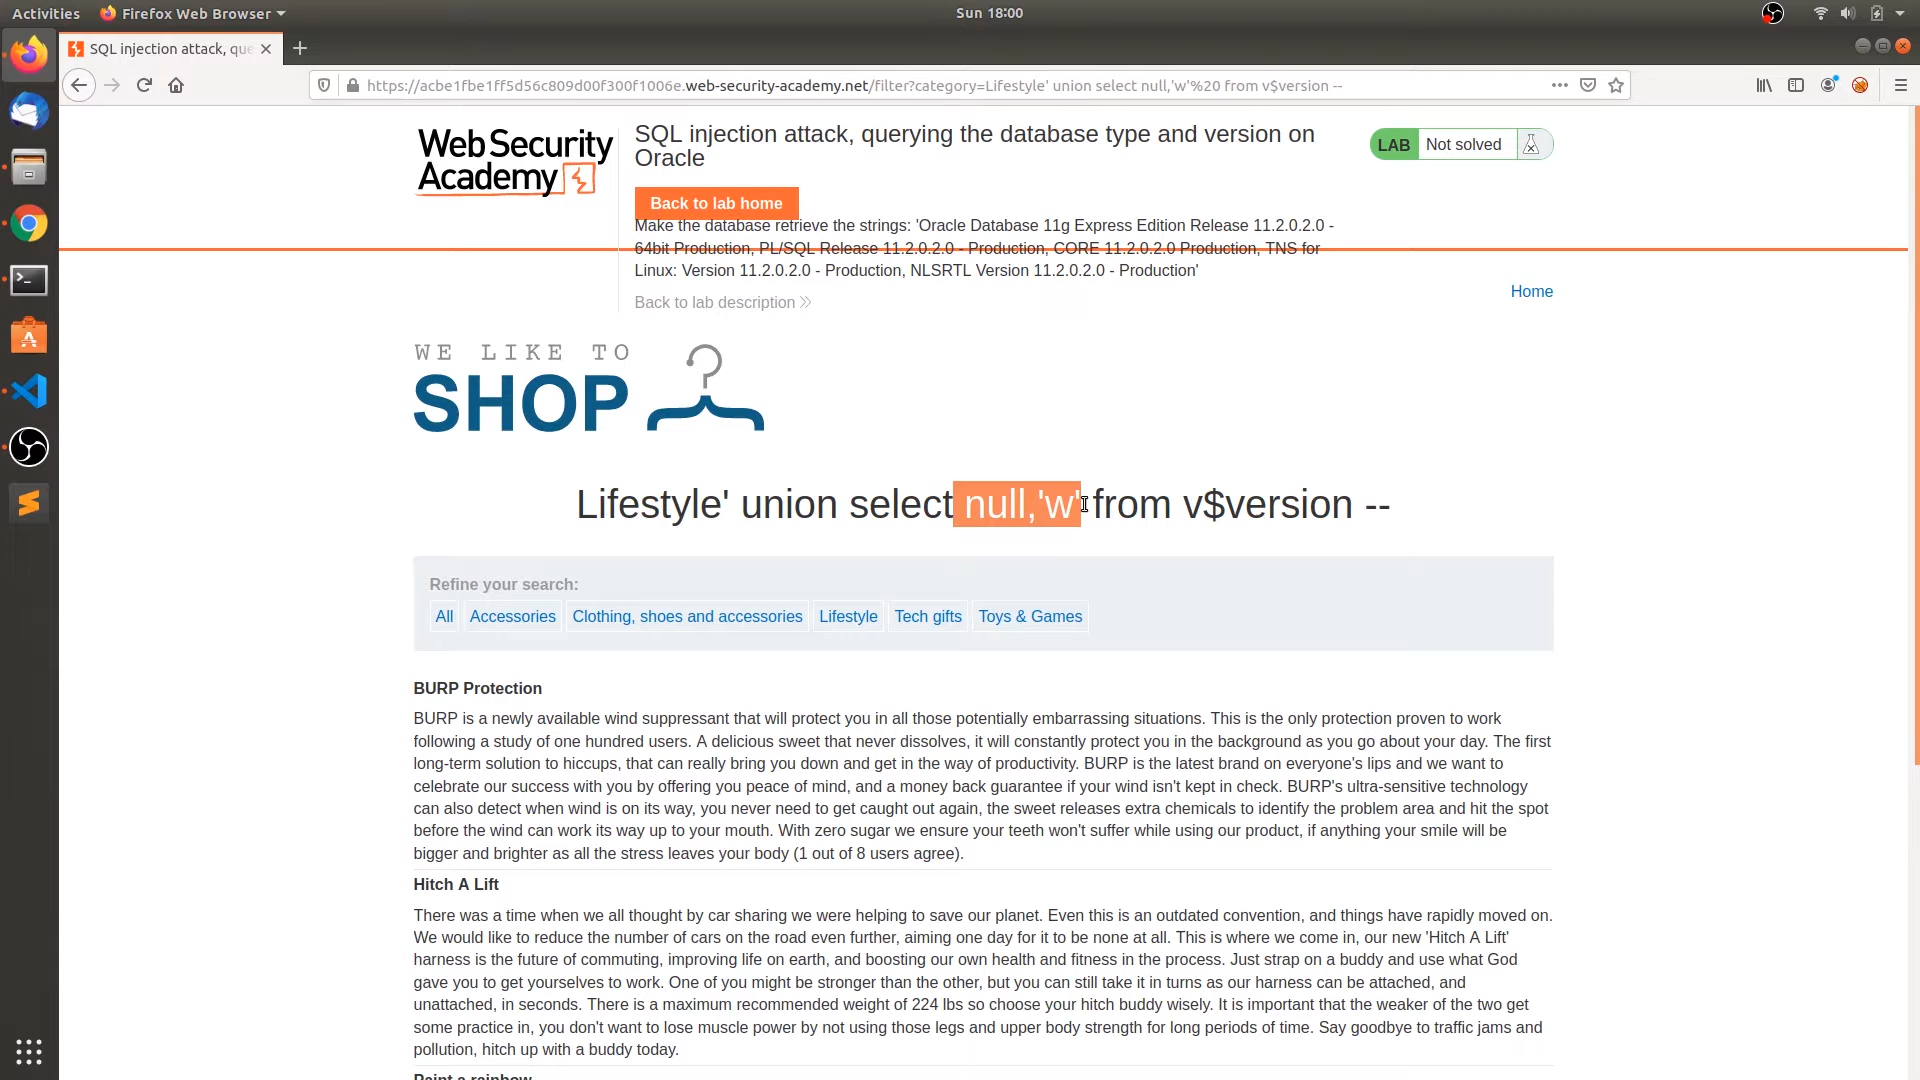 Activities Firefox Web Browser Sun 18:00
SQL injection attack, que
https://acbe1fbe1ff5d56c809d00f300f1006e.web-security-academy.net/filter?category=Lifestyle' union select null,'w'%20 from v$version --
Web Security
Academy
SQL injection attack, querying the database type and version on
Oracle
LAB Not solved
Back to lab home
Make the database retrieve the strings: 'Oracle Database 11g Express Edition Release 11.2.0.2.0 -
64bit Production, PL/SQL Release 11.2.0.2.0 - Production, CORE 11.2.0.2.0 Production, TNS for
Linux: Version 11.2.0.2.0 - Production, NLSRTL Version 11.2.0.2.0 - Production'
Home
Back to lab description
WE LIKE TO
SHOP
Lifestyle' union select null,'w' from v$version --
Refine your search:
All Accessories Clothing, shoes and accessories Lifestyle Tech gifts Toys & Games
BURP Protection
BURP is a newly available wind suppressant that will protect you in all those potentially embarrassing situations. This is the only protection proven to work
following a study of one hundred users. A delicious sweet that never dissolves, it will constantly protect you in the background as you go about your day. The first
long-term solution to hiccups, that can really bring you down and get in the way of productivity. BURP is the latest brand on everyone's lips and we want to
celebrate our success with you by offering you peace of mind, and a money back guarantee if your wind isn't kept in check. BURP's ultra-sensitive technology
can also detect when wind is on its way, you never need to get caught out again, the sweet releases extra chemicals to identify the problem area and hit the spot
before the wind can work its way up to your mouth. With zero sugar we ensure your teeth won't suffer while using our product, if anything your smile will be
bigger and brighter as all the stress leaves your body (1 out of 8 users agree).
Hitch A Lift
There was a time when we all thought by car sharing we were helping to save our planet. Even this is an outdated convention, and things have rapidly moved on.
We would like to reduce the number of cars on the road even further, aiming one day for it to be none at all. This is where we come in, our new 'Hitch A Lift'
harness is the future of commuting, improving life on earth, and boosting our own health and fitness in the process. Just strap on a buddy and use what God
gave you to get yourselves to work. One of you might be stronger than the other, but you can still take it in turns as our harness can be attached, and
unattached, in seconds. There is a maximum recommended weight of 224 lbs so choose your hitch buddy wisely. It is important that the weaker of the two get
some practice in, you don't want to lose muscle power by not using those legs and upper body strength for long periods of time. Say goodbye to traffic jams and
pollution, hitch up with a buddy today.
Paint a rainbow